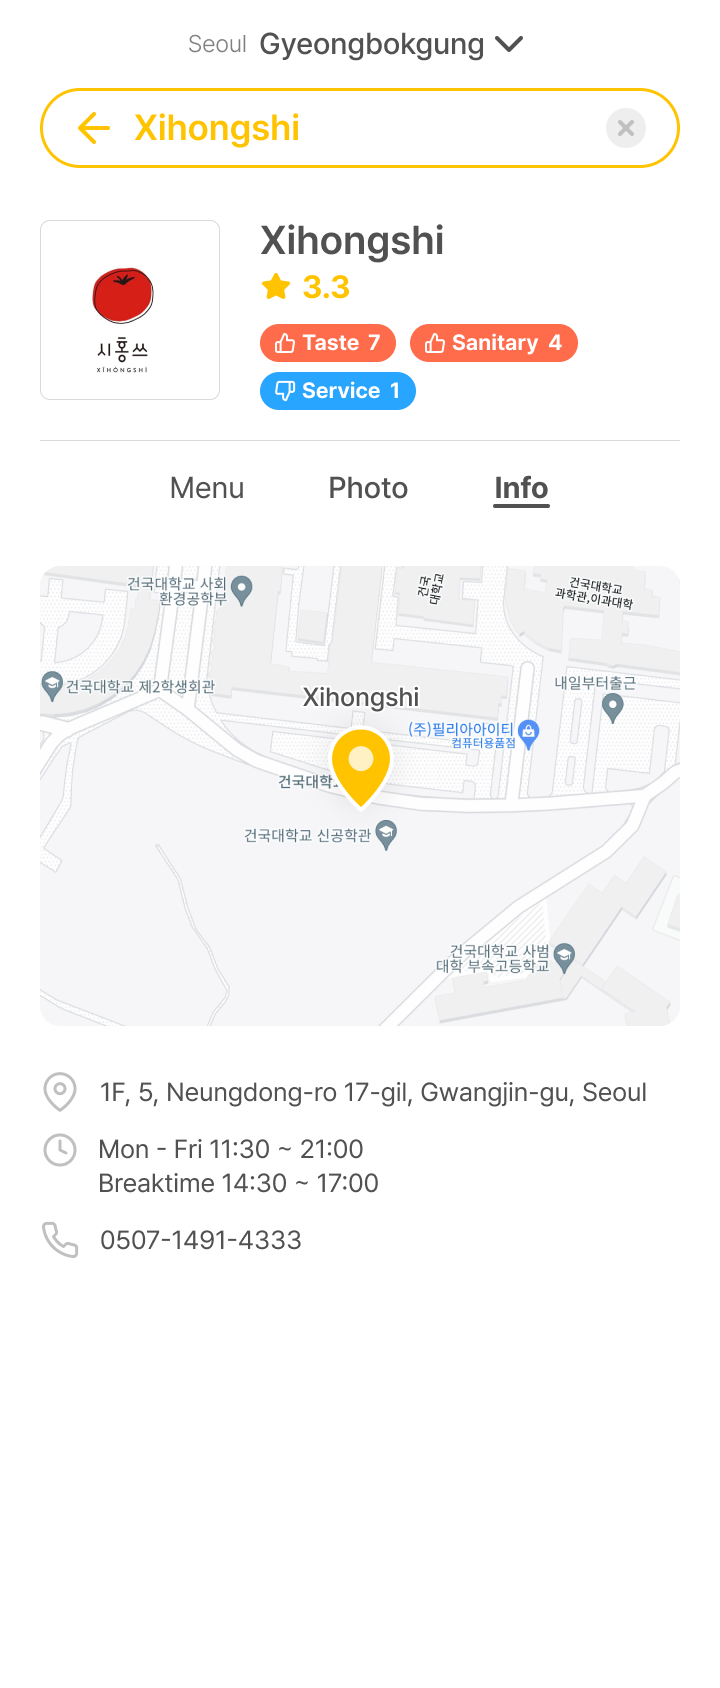 Seoul Gyeongbokgung
Xihongshi
Xihongshi
3.3
시홍쓰
XIHONGSHI
Taste 7
Sanitary 4
Service 1
Menu Photo Info
건국대학교 사회
환경공학부
건국
대학교
건국대학교
과학관,이과대학
건국대학교 제2학생회관
내일부터출근
Xihongshi
(주)필리아아이티
컴퓨터용품점
건국대학
건국대학교 신공학관
건국대학교 사범
대학 부속고등학교
1F, 5, Neungdong-ro 17-gil, Gwangjin-gu, Seoul
Mon - Fri 11:30 ~ 21:00
Breaktime 14:30 ~ 17:00
0507-1491-4333